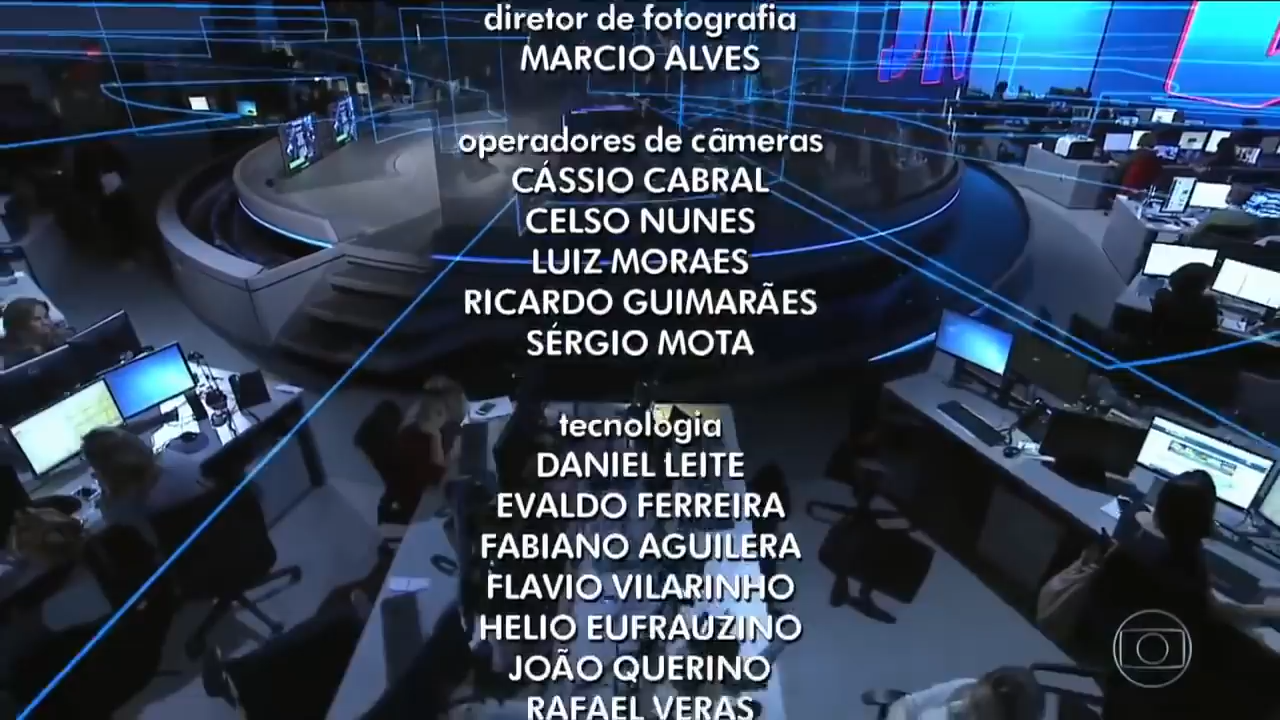 JN
diretor de fotografia
MARCIO ALVES
operadores de câmeras
CÁSSIO CABRAL
CELSO NUNES
LUIZ MORAES
RICARDO GUIMARÃES
SÉRGIO MOTA
tecnologia
DANIEL LEITE
EVALDO FERREIRA
FABIANO AGUILERA
FLAVIO VILARINHO
HELIO EUFRAUZINO
JOÃO QUERINO
RAFAEL VERAS